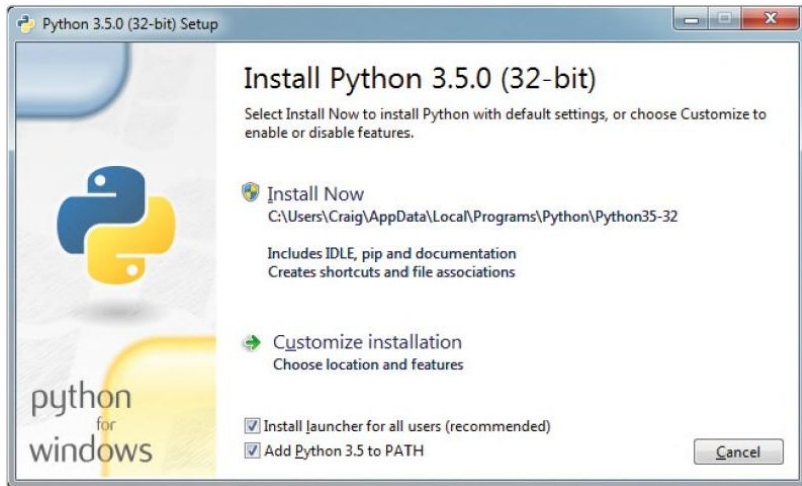 Python 3.5.0 (32-bit) Setup
Install Python 3.5.0 (32-bit)
Select Install Now to install Python with default settings, or choose Customize to
enable or disable features.
Install Now
C:\Users\Craig\AppData\Local\Programs\Python\Python35-32
Includes IDLE, pip and documentation
Creates shortcuts and file associations
Customize installation
Choose location and features
python
for
windows
Install launcher for all users (recommended)
Add Python 3.5 to PATH
Cancel